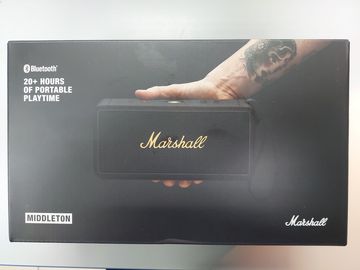 Bluetooth®
20+ HOURS
OF PORTABLE
PLAYTIME
Marshall
MIDDLETON
Marshall